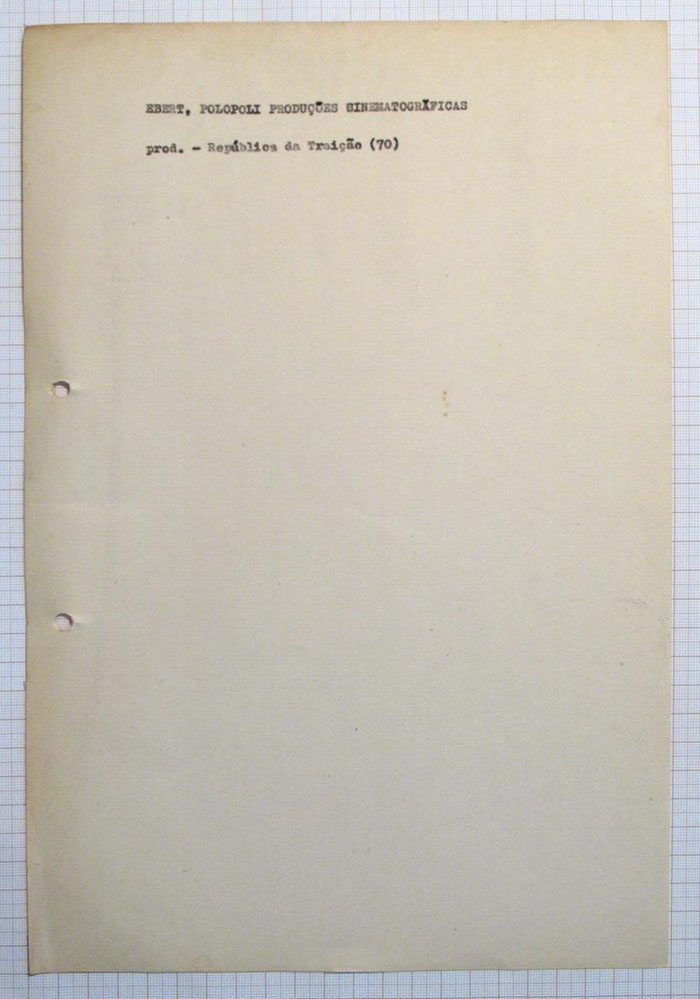 EBERT, POLOPOLI PRODUÇÕES CINEMATOGRÁFICAS
prod. - República da Traição (70)